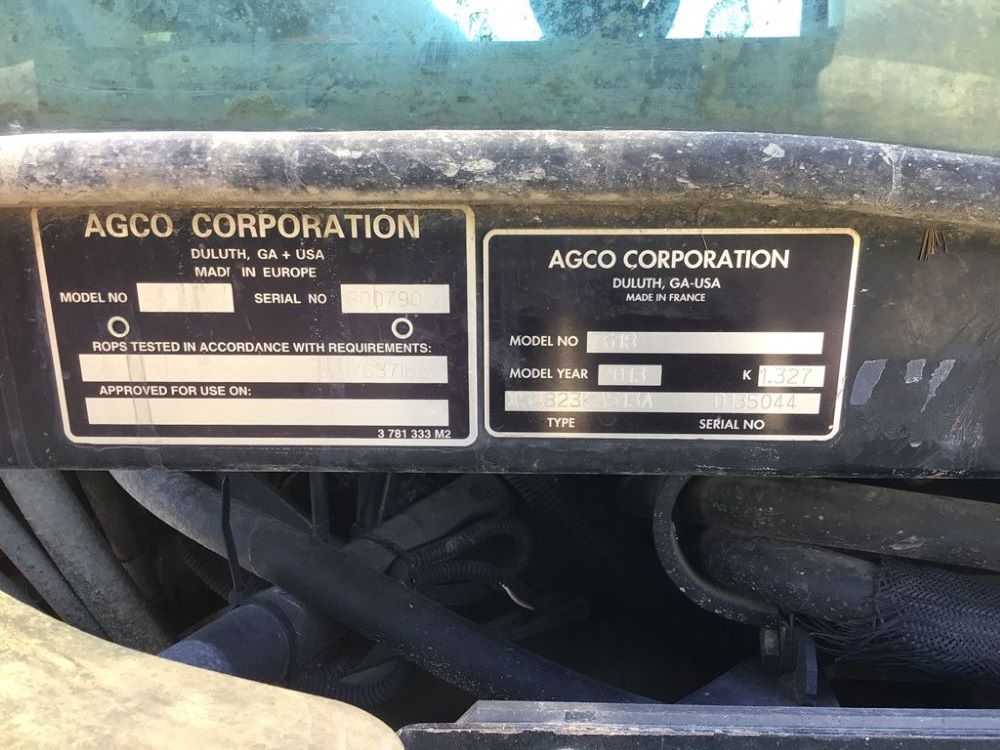 AGCO CORPORATION
DULUTH, GA + USA
MADE IN EUROPE
MODEL NO
SERIAL NO
ROPS TESTED IN ACCORDANCE WITH REQUIREMENTS:
APPROVED FOR USE ON:
3 781 333 M2
AGCO CORPORATION
DULUTH, GA-USA
MADE IN FRANCE
MODEL NO
MODEL YEAR 2013 K 1.327
D135044
TYPE SERIAL NO